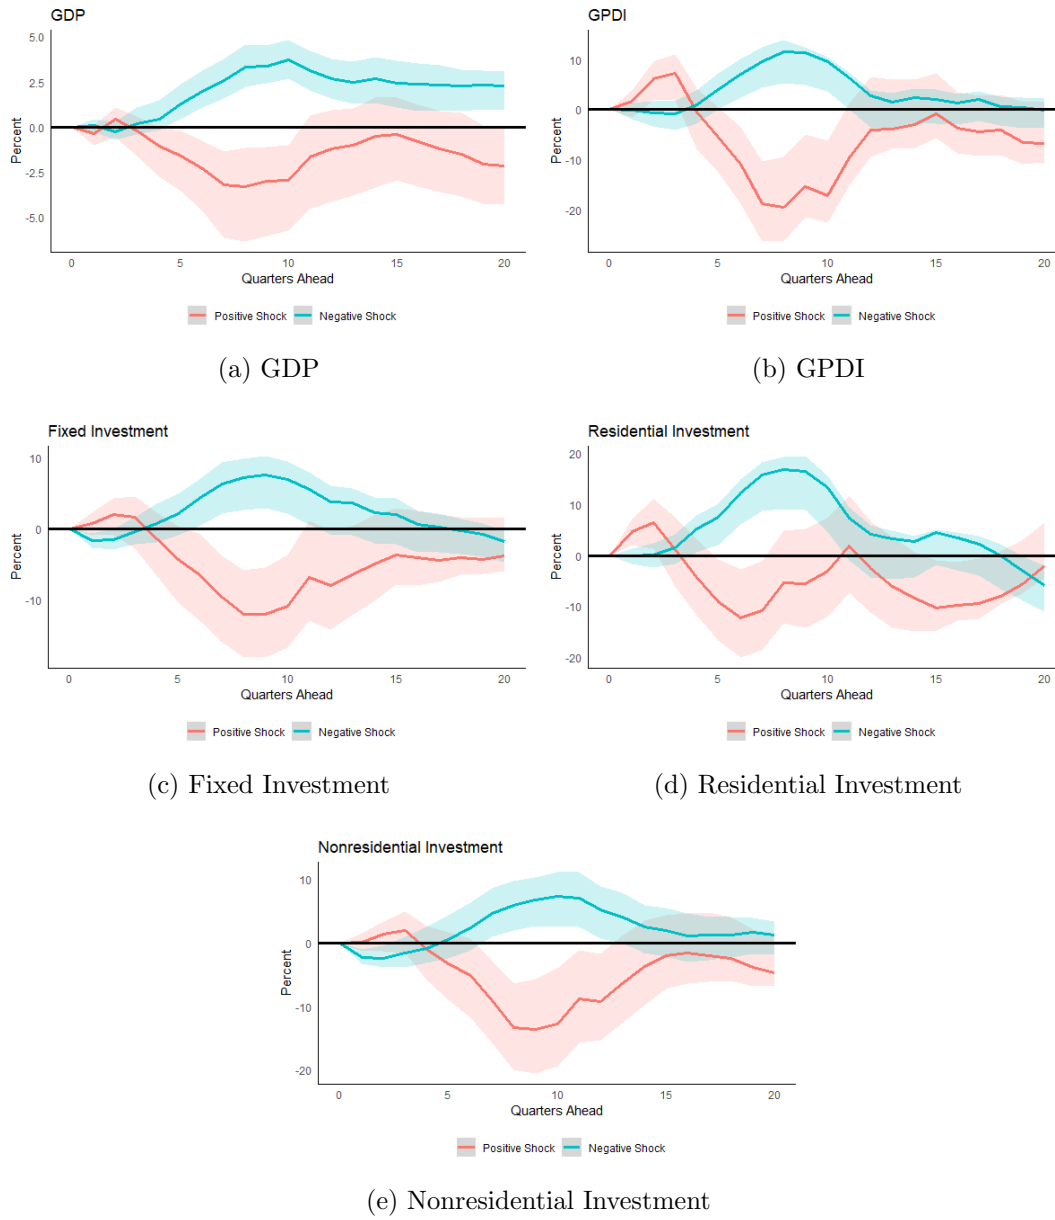 GDP
5.0
2.5
0.0
-2.5
-5.0
Percent
0 5 10 15 20
Quarters Ahead
Positive Shock Negative Shock
(a) GDP
GPDI
10
0
-10
-20
Percent
0 5 10 15 20
Quarters Ahead
Positive Shock Negative Shock
(b) GPDI
Fixed Investment
10
0
-10
Percent
0 5 10 15 20
Quarters Ahead
Positive Shock Negative Shock
(c) Fixed Investment
Residential Investment
20
10
0
-10
-20
Percent
0 5 10 15 20
Quarters Ahead
Positive Shock Negative Shock
(d) Residential Investment
Nonresidential Investment
10
0
-10
-20
Percent
0 5 10 15 20
Quarters Ahead
Positive Shock Negative Shock
(e) Nonresidential Investment